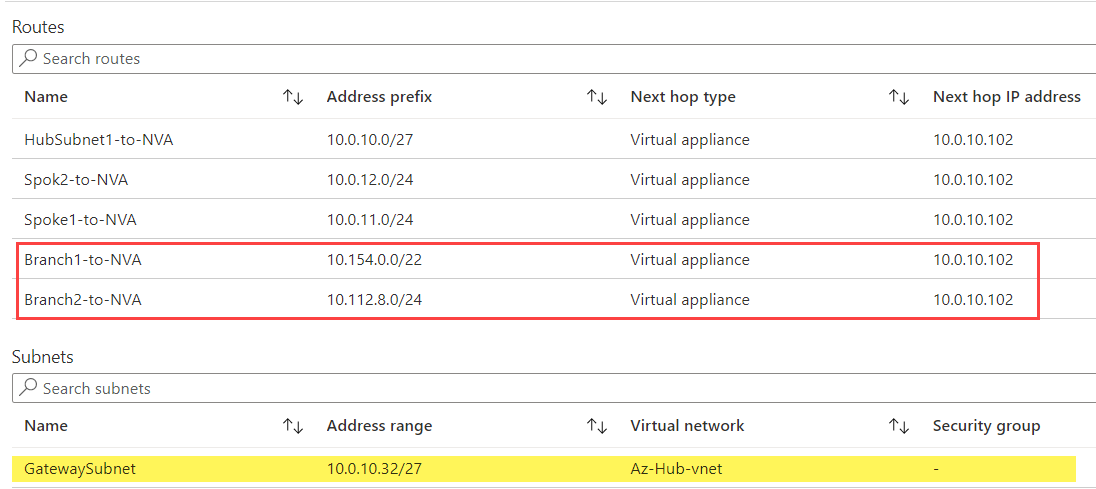 Routes
Search routes
Name Address prefix Next hop type Next hop IP address
HubSubnet1-to-NVA 10.0.10.0/27 Virtual appliance 10.0.10.102
Spok2-to-NVA 10.0.12.0/24 Virtual appliance 10.0.10.102
Spoke1-to-NVA 10.0.11.0/24 Virtual appliance 10.0.10.102
Branch1-to-NVA 10.154.0.0/22 Virtual appliance 10.0.10.102
Branch2-to-NVA 10.112.8.0/24 Virtual appliance 10.0.10.102
Subnets
Search subnets
Name Address range Virtual network Security group
GatewaySubnet 10.0.10.32/27 Az-Hub-vnet -